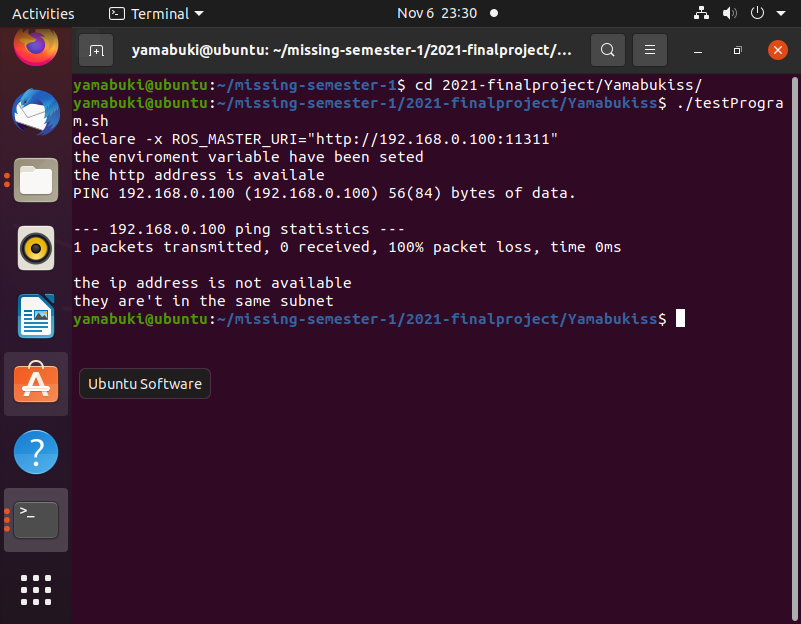 Activities
Terminal
Nov 6 23:30
yamabuki@ubuntu: ~/missing-semester-1/2021-finalproject/...
yamabuki@ubuntu:~/missing-semester-1$ cd 2021-finalproject/Yamabukiss/
yamabuki@ubuntu:~/missing-semester-1/2021-finalproject/Yamabukiss$ ./testProgra
m.sh
declare -x ROS_MASTER_URI="http://192.168.0.100:11311"
the enviroment variable have been seted
the http address is availale
PING 192.168.0.100 (192.168.0.100) 56(84) bytes of data.
--- 192.168.0.100 ping statistics ---
1 packets transmitted, 0 received, 100% packet loss, time 0ms
the ip address is not available
they are't in the same subnet
yamabuki@ubuntu:~/missing-semester-1/2021-finalproject/Yamabukiss$
Ubuntu Software